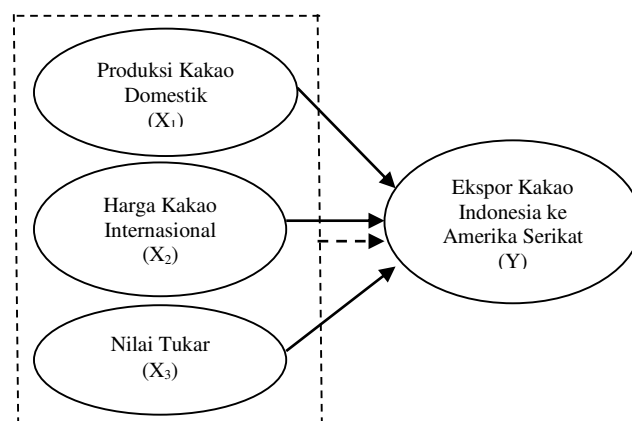 Produksi Kakao
Domestik
(X₁)
Harga Kakao
Internasional
(X₂)
Nilai Tukar
(X₃)
Ekspor Kakao
Indonesia ke
Amerika Serikat
(Y)